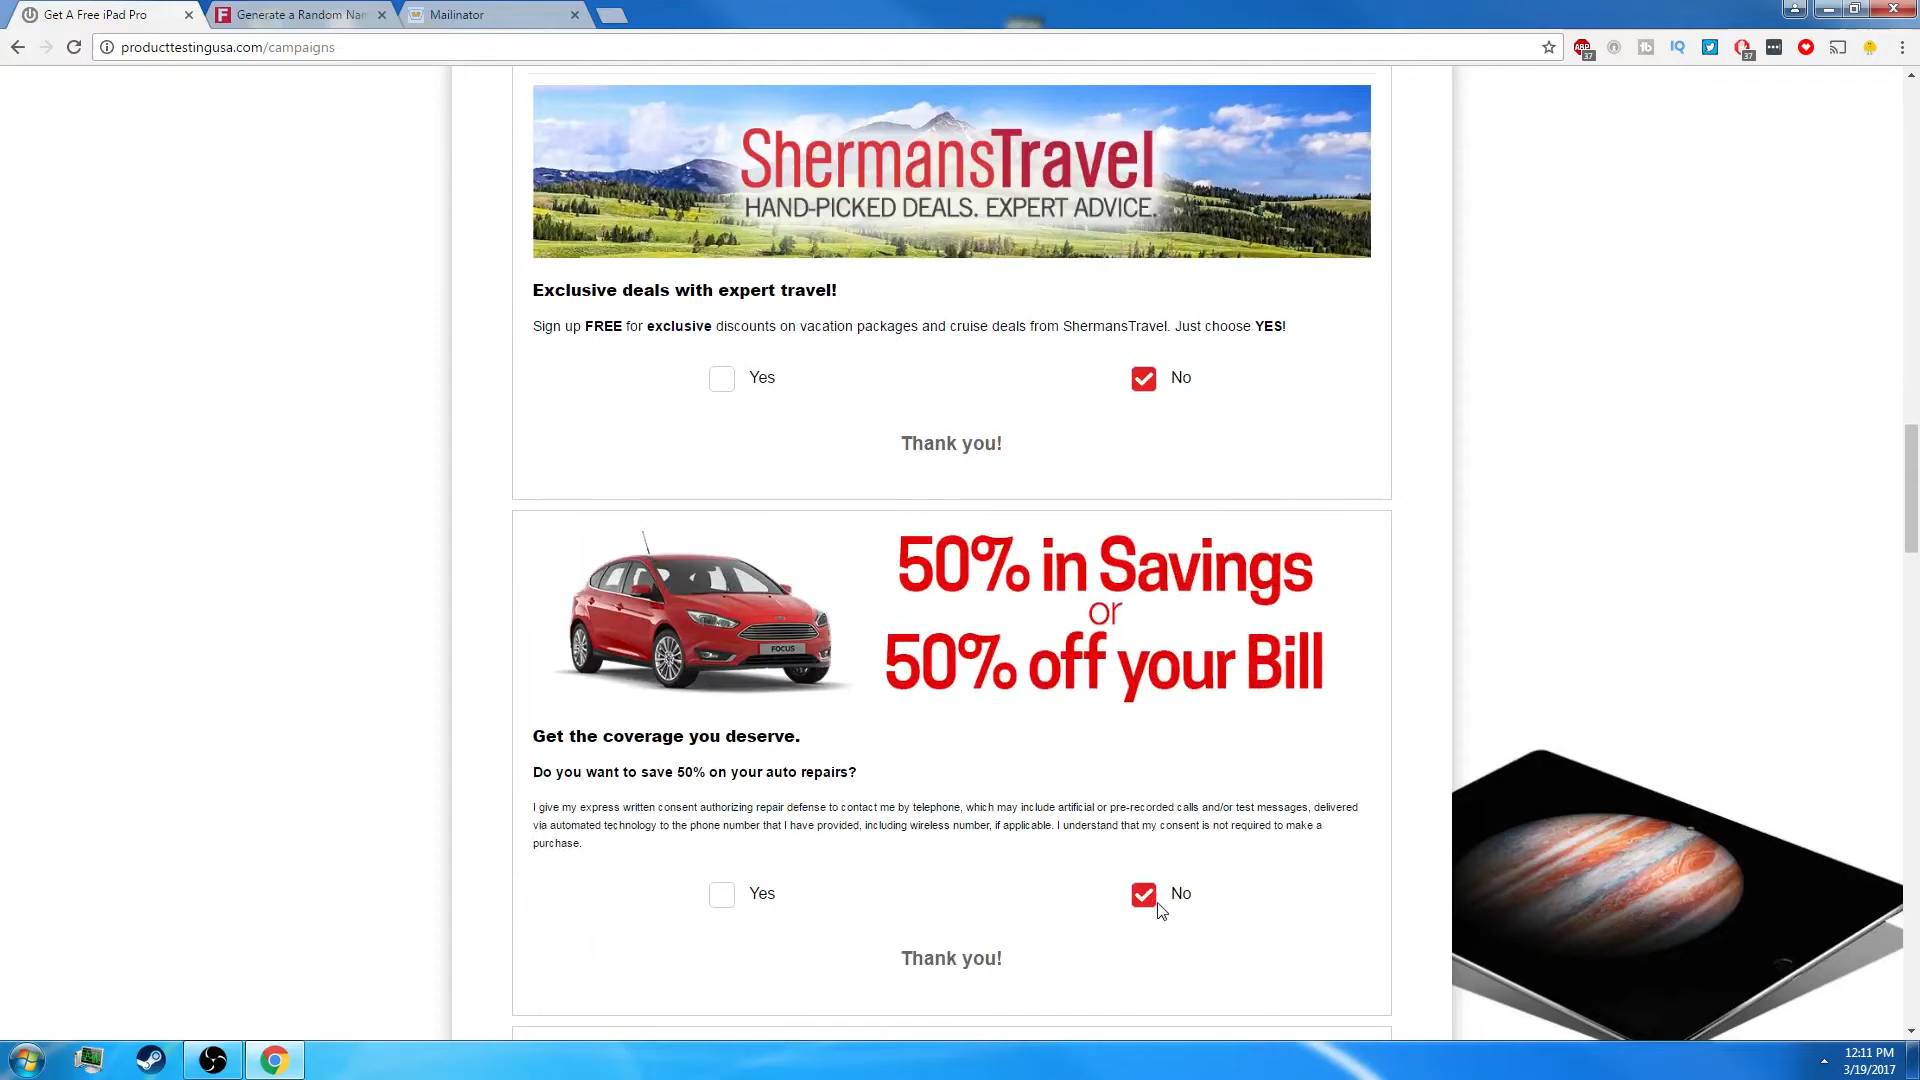 Get A Free iPad Pro
Generate a Random Nan
Mailinator
producttestingusa.com/campaigns
ABP
37
tb
IQ
37
ShermansTravel
HAND-PICKED DEALS. EXPERT ADVICE.
Exclusive deals with expert travel!
Sign up FREE for exclusive discounts on vacation packages and cruise deals from ShermansTravel. Just choose YES!
Yes
No
Thank you!
50% in Savings
or
50% off your Bill
FOCUS
Get the coverage you deserve.
Do you want to save 50% on your auto repairs?
I give my express written consent authorizing repair defense to contact me by telephone, which may include artificial or pre-recorded calls and/or test messages, delivered
via automated technology to the phone number that I have provided, including wireless number, if applicable. I understand that my consent is not required to make a
purchase.
Yes
No
Thank you!
12:11 PM
3/19/2017